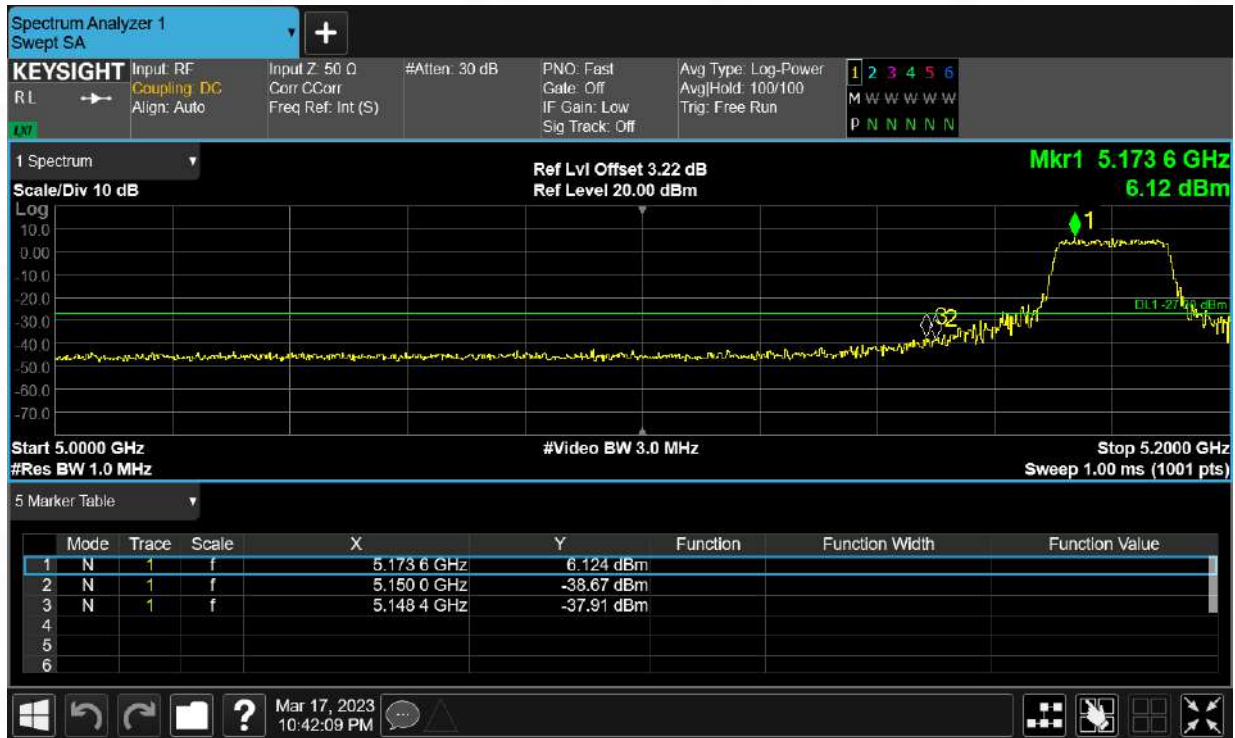 Spectrum Analyzer 1
Swept SA
+
KEYSIGHT
RL
LXI
Input: RF
Coupling: DC
Align: Auto
Input Z: 50 Ω
Corr CCorr
Freq Ref: Int (S)
#Atten: 30 dB
PNO: Fast
Gate: Off
IF Gain: Low
Sig Track: Off
Avg Type: Log-Power
Avg|Hold: 100/100
Trig: Free Run
1 2 3 4 5 6
M W W W W W
P N N N N N
1 Spectrum
Scale/Div 10 dB
Ref Lvl Offset 3.22 dB
Ref Level 20.00 dBm
Mkr1 5.173 6 GHz
6.12 dBm
Log
10.0
0.00
-10.0
-20.0
-30.0
-40.0
-50.0
-60.0
-70.0
1
3
2
Start 5.0000 GHz
#Res BW 1.0 MHz
#Video BW 3.0 MHz
Stop 5.2000 GHz
Sweep 1.00 ms (1001 pts)
5 Marker Table
Mode Trace Scale X Y Function Function Width Function Value
1 N 1 f 5.173 6 GHz 6.124 dBm
2 N 1 f 5.150 0 GHz -38.67 dBm
3 N 1 f 5.148 4 GHz -37.91 dBm
4
5
6
?
Mar 17, 2023
10:42:09 PM